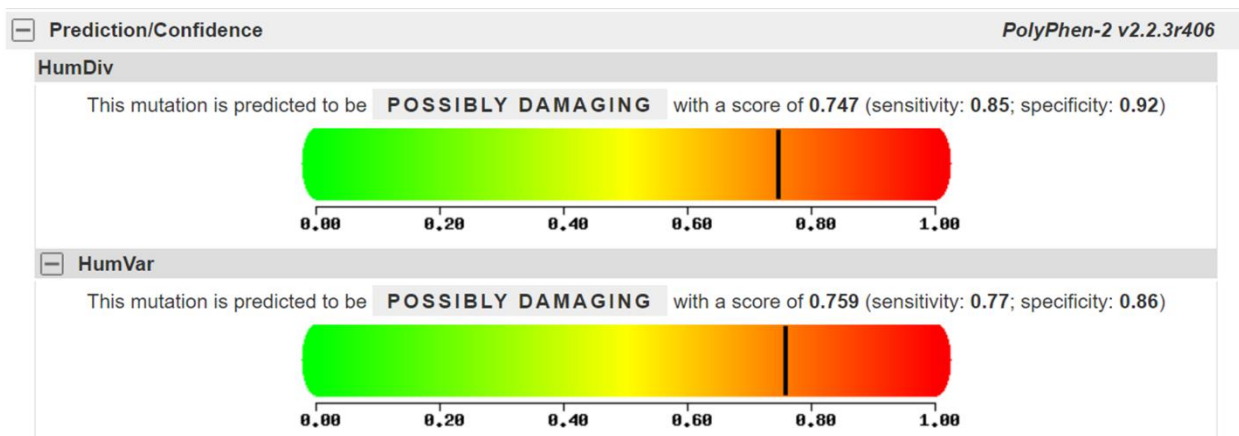 Prediction/Confidence PolyPhen-2 v2.2.3r406
HumDiv
This mutation is predicted to be POSSIBLY DAMAGING with a score of 0.747 (sensitivity: 0.85; specificity: 0.92)
0.00 0.20 0.40 0.60 0.80 1.00
HumVar
This mutation is predicted to be POSSIBLY DAMAGING with a score of 0.759 (sensitivity: 0.77; specificity: 0.86)
0.00 0.20 0.40 0.60 0.80 1.00